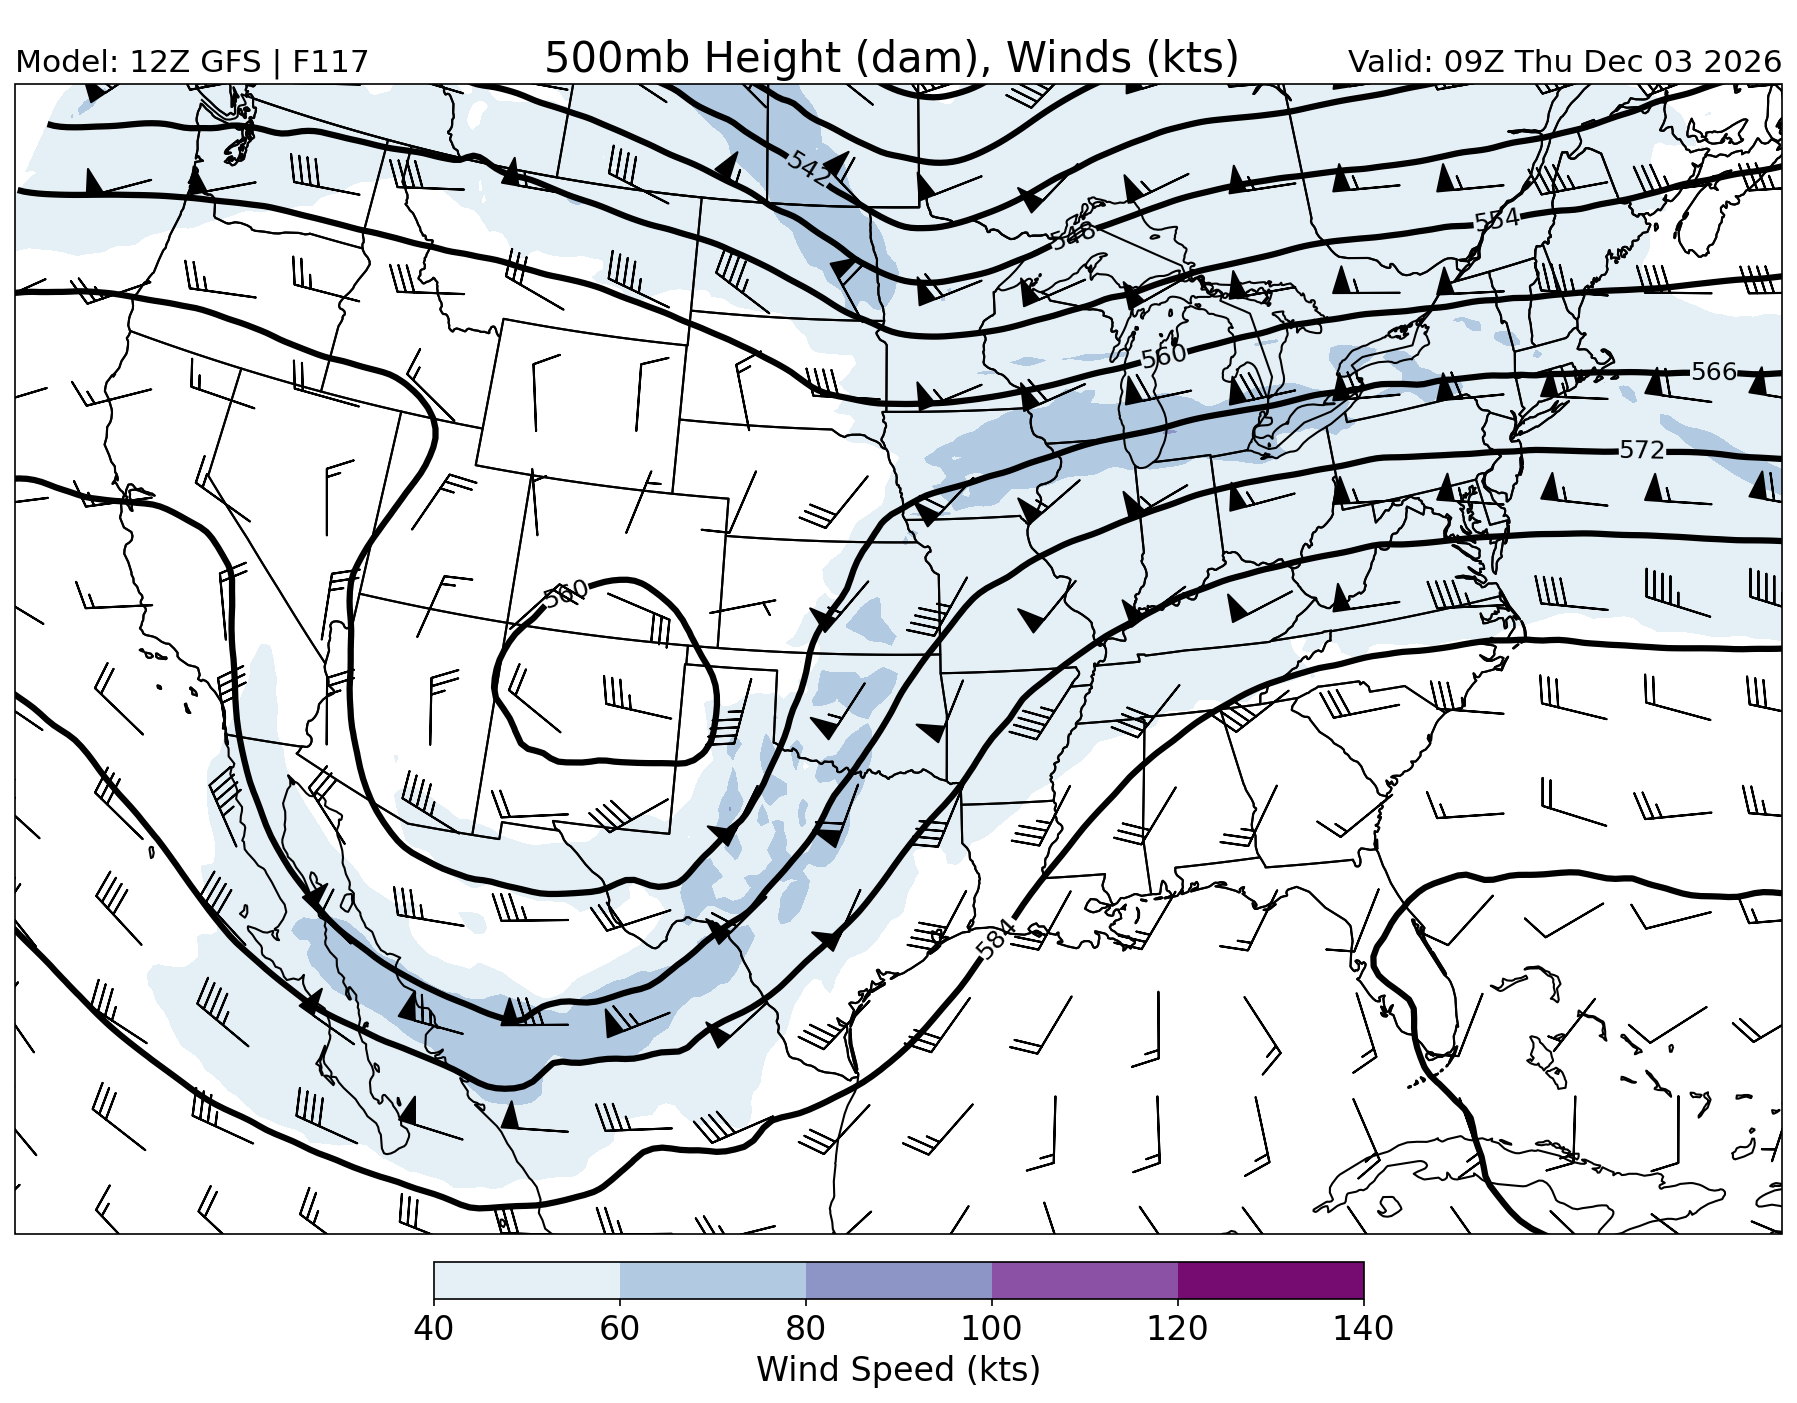 Model: 12Z GFS | F117
500mb Height (dam), Winds (kts)
Valid: 09Z Thu Dec 03 2026
542
548
554
560
566
572
560
584
40 60 80 100 120 140
Wind Speed (kts)